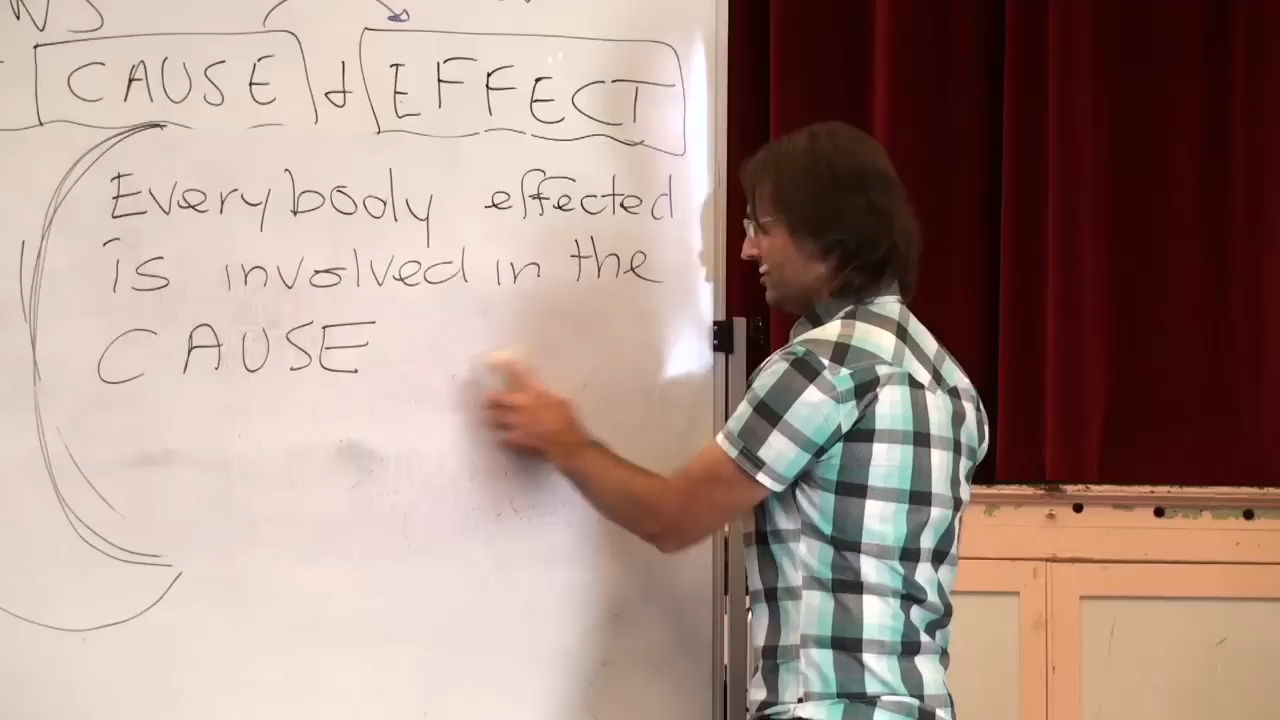 CAUSE & EFFECT
Everybody effected
is involved in the
CAUSE